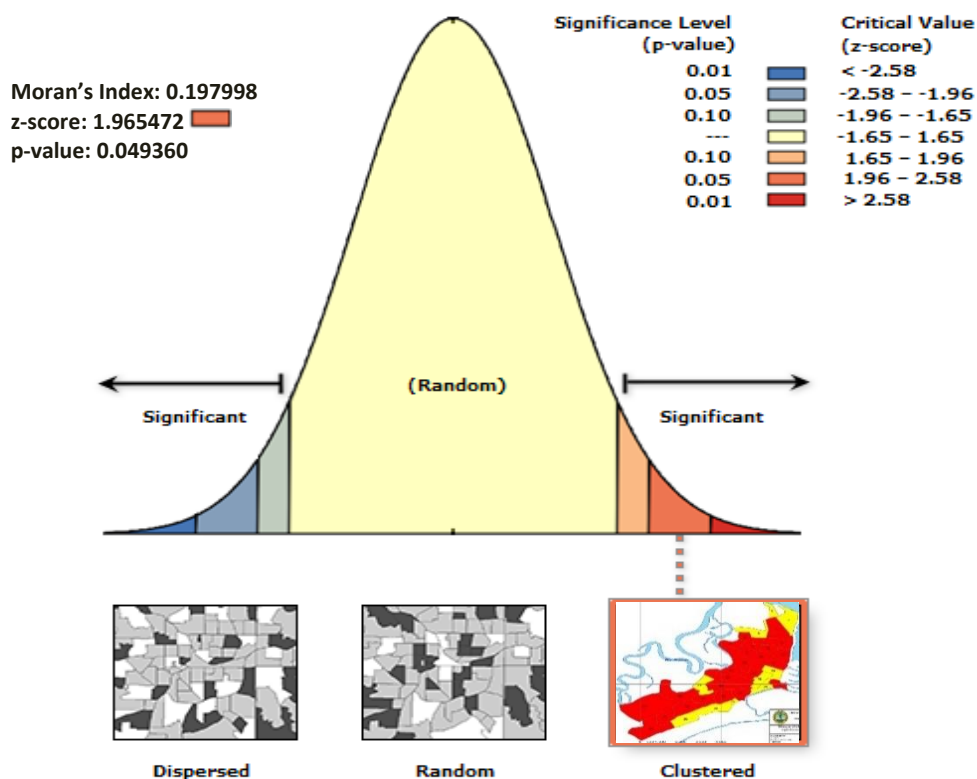 Significance Level
(p-value)
Critical Value
(z-score)
0.01 < -2.58
0.05 -2.58 – -1.96
0.10 -1.96 – -1.65
--- -1.65 – 1.65
0.10 1.65 – 1.96
0.05 1.96 – 2.58
0.01 > 2.58
Moran’s Index: 0.197998
z-score: 1.965472
p-value: 0.049360
(Random)
Significant
Significant
Dispersed
Random
Clustered